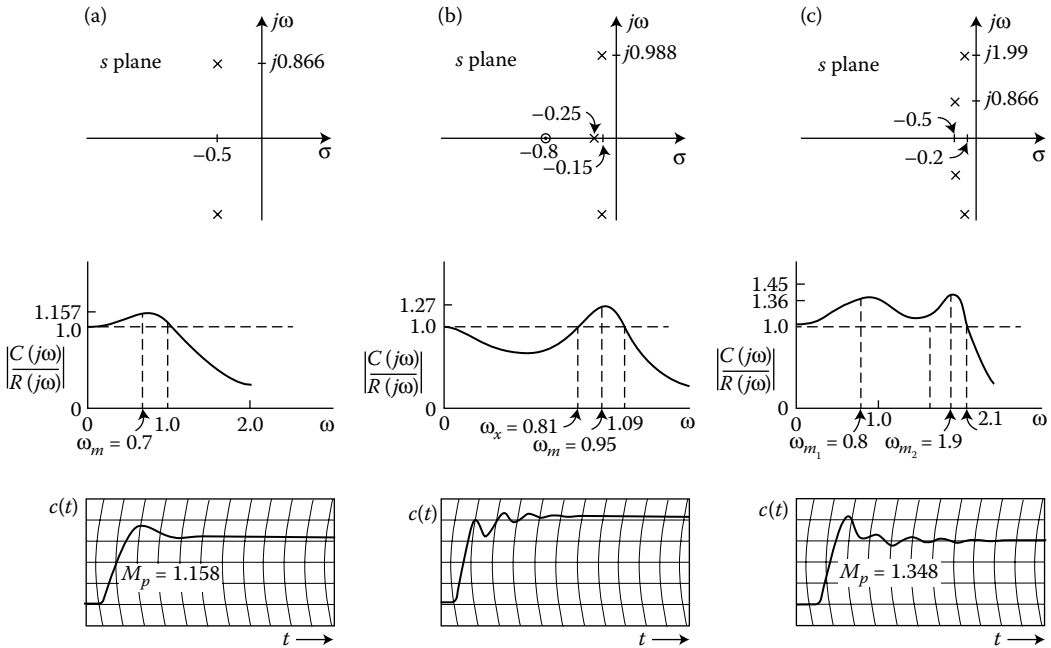 (a)
jω
s plane
j0.866
−0.5
σ
(b)
jω
s plane
j0.988
−0.25
−0.8
−0.15
σ
(c)
jω
s plane
j1.99
j0.866
−0.5
−0.2
σ
1.157
1.0
|C(jω)/R(jω)|
0
0
1.0
2.0
ω
ωm = 0.7
1.27
1.0
|C(jω)/R(jω)|
0
0
ωx = 0.81
1.09
ω
ωm = 0.95
1.45
1.36
1.0
|C(jω)/R(jω)|
0
0
1.0
2.1
ω
ωm1 = 0.8
ωm2 = 1.9
c(t)
Mp = 1.158
t
c(t)
t
c(t)
Mp = 1.348
t